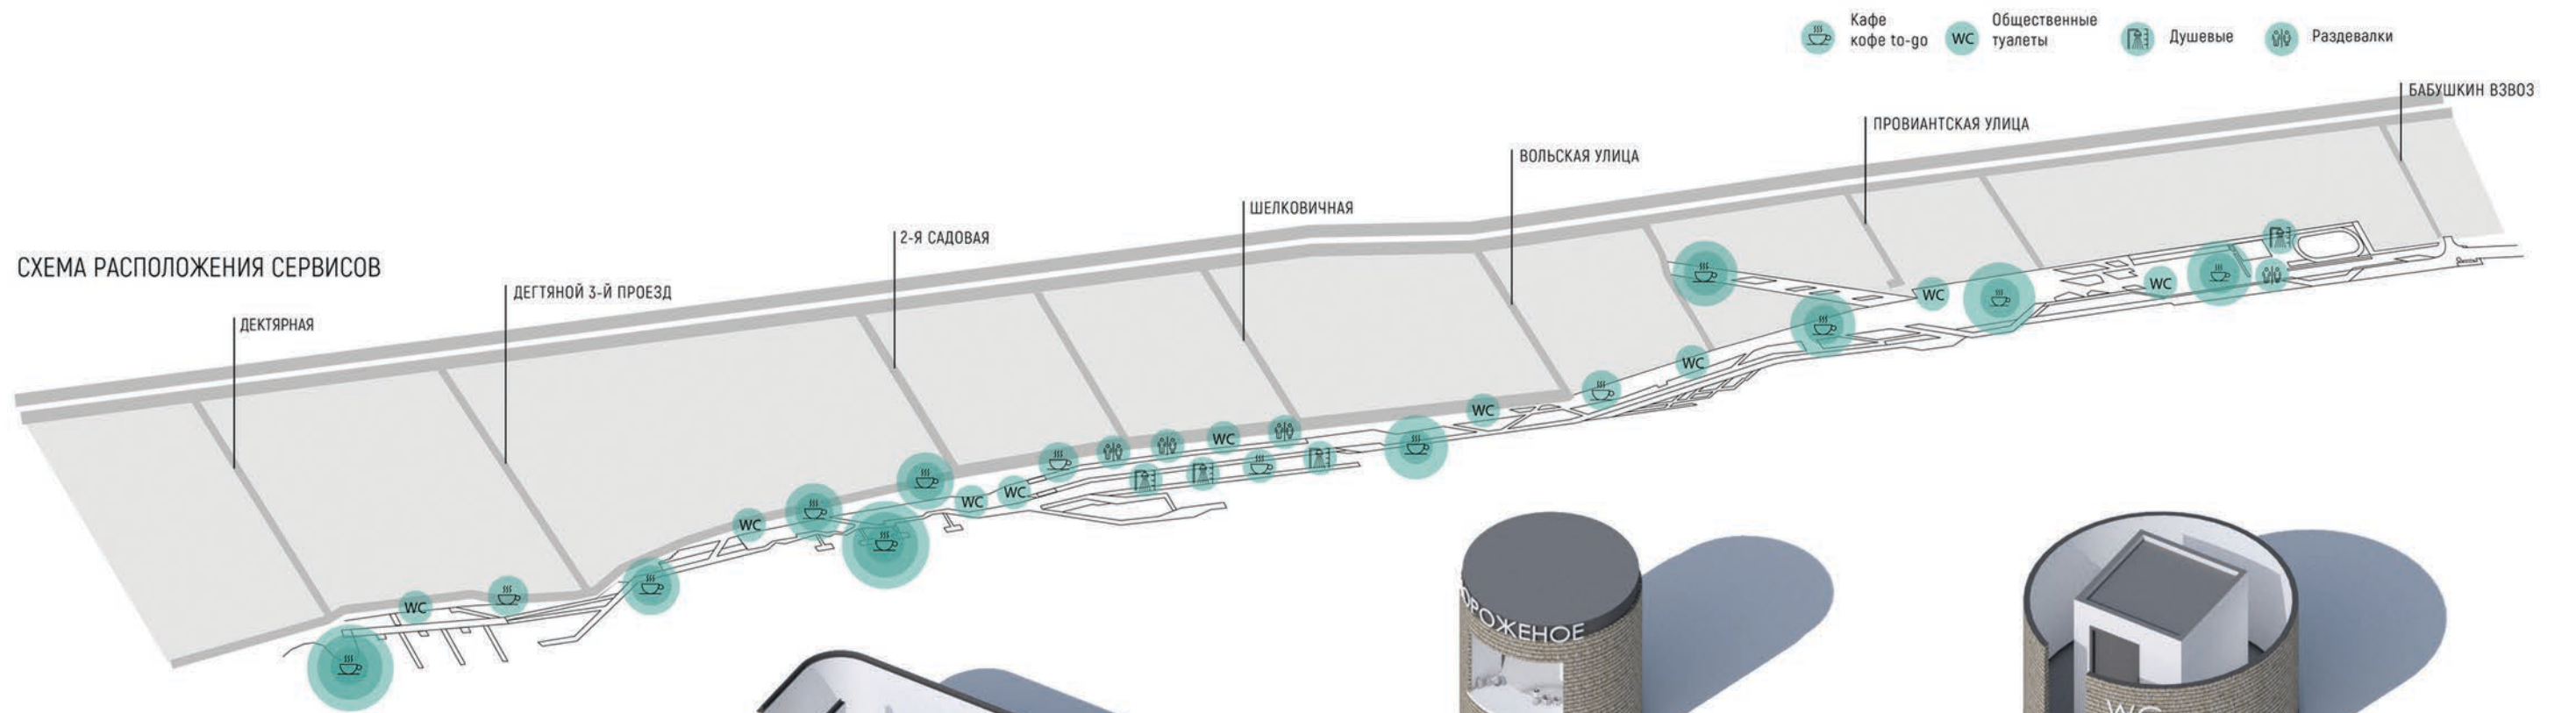 Кафе
кофе to-go
WC
Общественные
туалеты
Душевые
Раздевалки
БАБУШКИН ВЗВОЗ
ПРОВИАНТСКАЯ УЛИЦА
ВОЛЬСКАЯ УЛИЦА
ШЕЛКОВИЧНАЯ
2-Я САДОВАЯ
СХЕМА РАСПОЛОЖЕНИЯ СЕРВИСОВ
ДЕГТЯНОЙ 3-Й ПРОЕЗД
ДЕКТЯРНАЯ
WC
WC
WC
WC
WC
WC
WC
WC
WC
ОРОЖЕНОЕ
WC